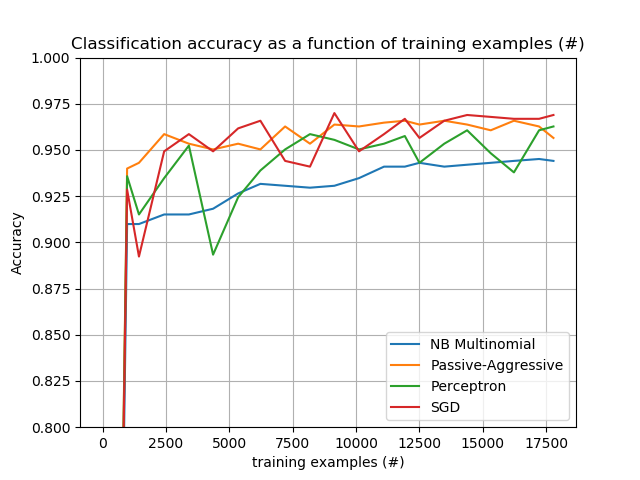 Classification accuracy as a function of training examples (#)
1.000
0.975
0.950
0.925
0.900
0.875
0.850
0.825
0.800
Accuracy
NB Multinomial
Passive-Aggressive
Perceptron
SGD
0 2500 5000 7500 10000 12500 15000 17500
training examples (#)